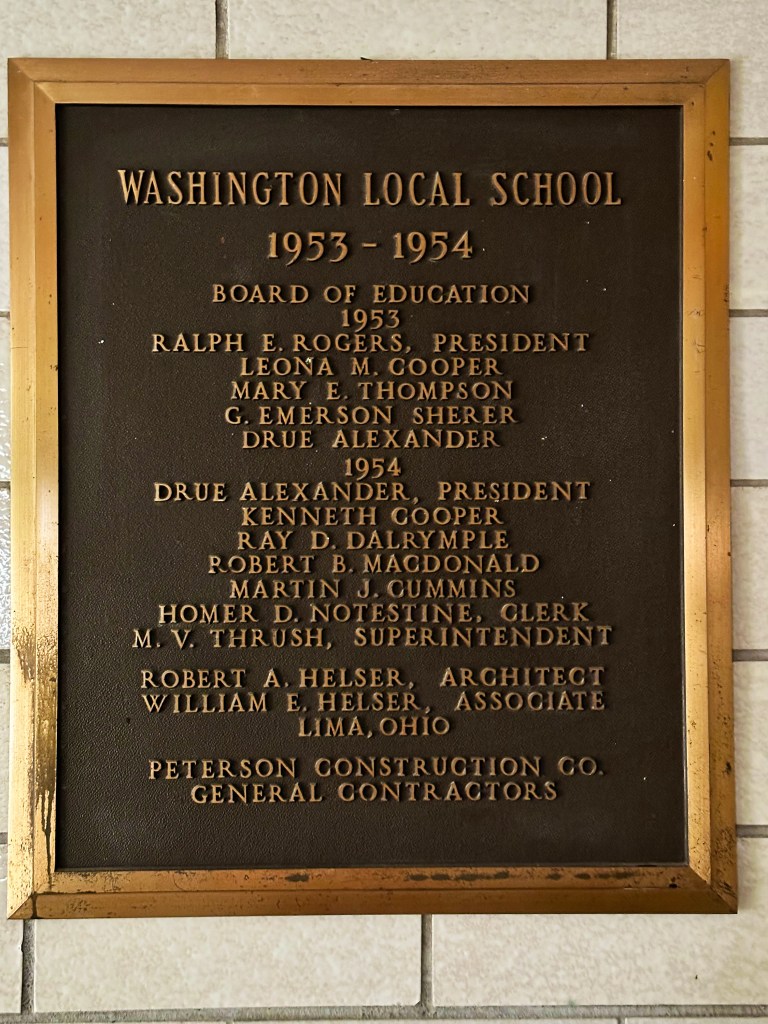 WASHINGTON LOCAL SCHOOL
1953 - 1954
BOARD OF EDUCATION
1953
RALPH E. ROGERS, PRESIDENT
LEONA M. COOPER
MARY E. THOMPSON
G. EMERSON SHERER
DRUE ALEXANDER
1954
DRUE ALEXANDER, PRESIDENT
KENNETH COOPER
RAY D. DALRYMPLE
ROBERT B. MACDONALD
MARTIN J. CUMMINS
HOMER D. NOTESTINE, CLERK
M. V. THRUSH, SUPERINTENDENT
ROBERT A. HELSER, ARCHITECT
WILLIAM E. HELSER, ASSOCIATE
LIMA, OHIO
PETERSON CONSTRUCTION CO.
GENERAL CONTRACTORS